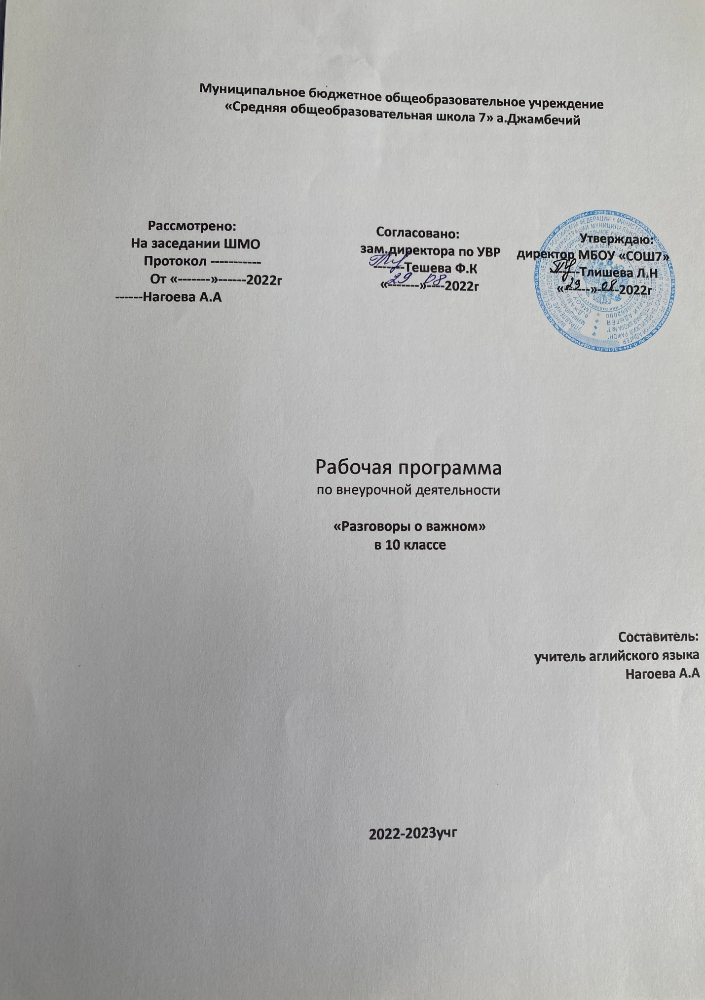 Муниципальное бюджетное общеобразовательное учреждение
«Средняя общеобразовательная школа 7» а.Джамбечий
Рассмотрено:
На заседании ШМО
Протокол -----------
От «-------»------2022г
------Нагоева А.А
Согласовано:
зам.директора по УВР
-------Тешева Ф.К
«29»08 2022г
Утверждаю:
директор МБОУ «СОШ7»
-------Тлишева Л.Н
«29»08 2022г
Рабочая программа
по внеурочной деятельности
«Разговоры о важном»
в 10 классе
Составитель:
учитель аглийского языка
Нагоева А.А
2022-2023учг